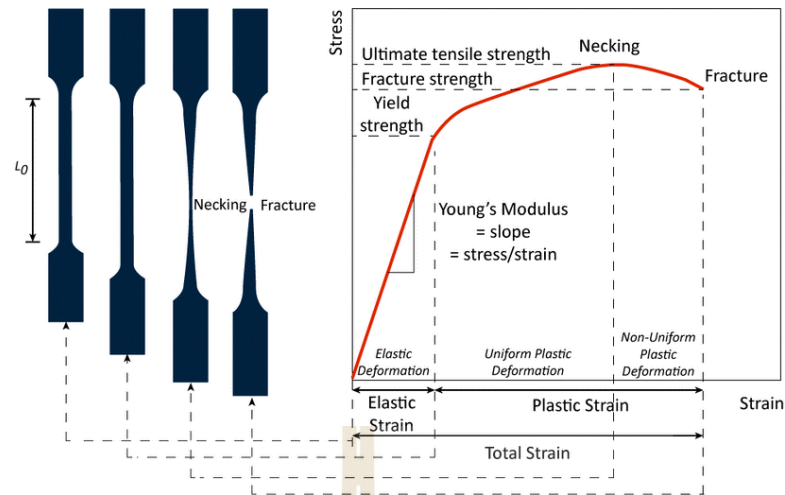 L0
Necking
Fracture
Stress
Ultimate tensile strength
Necking
Fracture strength
Fracture
Yield
strength
Young's Modulus
= slope
= stress/strain
Elastic
Deformation
Uniform Plastic
Deformation
Non-Uniform
Plastic
Deformation
Elastic
Strain
Plastic Strain
Strain
Total Strain